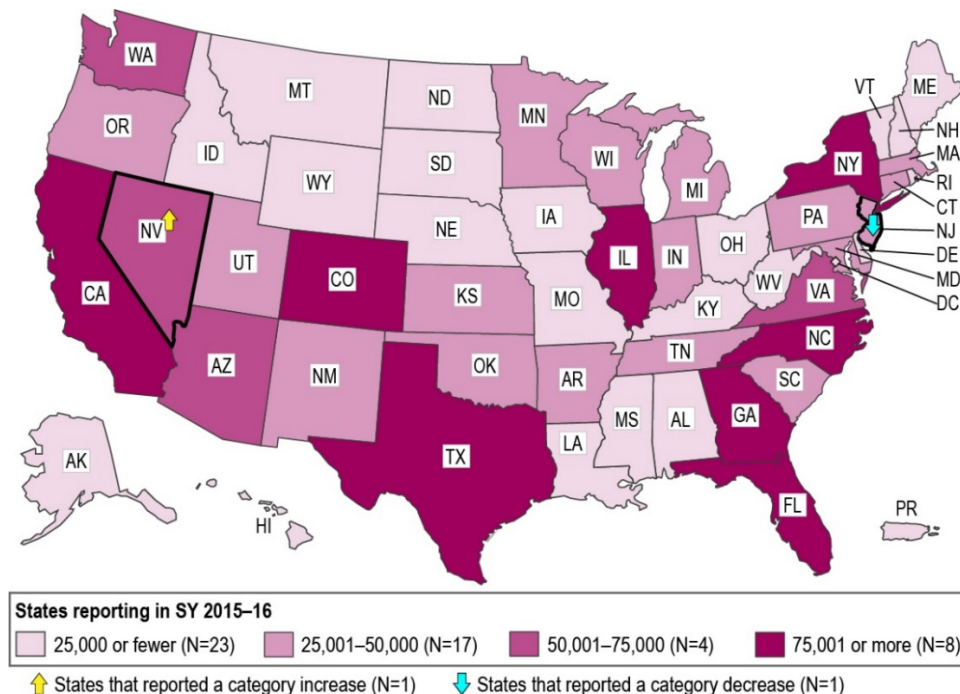 WA
MT
ND
MN
VT
ME
OR
ID
SD
WI
NY
NH
MA
WY
MI
RI
IA
PA
CT
NV
NE
OH
NJ
IL
IN
DE
UT
CO
WV
MD
CA
KS
MO
KY
VA
DC
NC
TN
AZ
NM
OK
AR
SC
MS
AL
GA
TX
LA
AK
HI
FL
PR
States reporting in SY 2015–16
25,000 or fewer (N=23)
25,001–50,000 (N=17)
50,001–75,000 (N=4)
75,001 or more (N=8)
States that reported a category increase (N=1)
States that reported a category decrease (N=1)